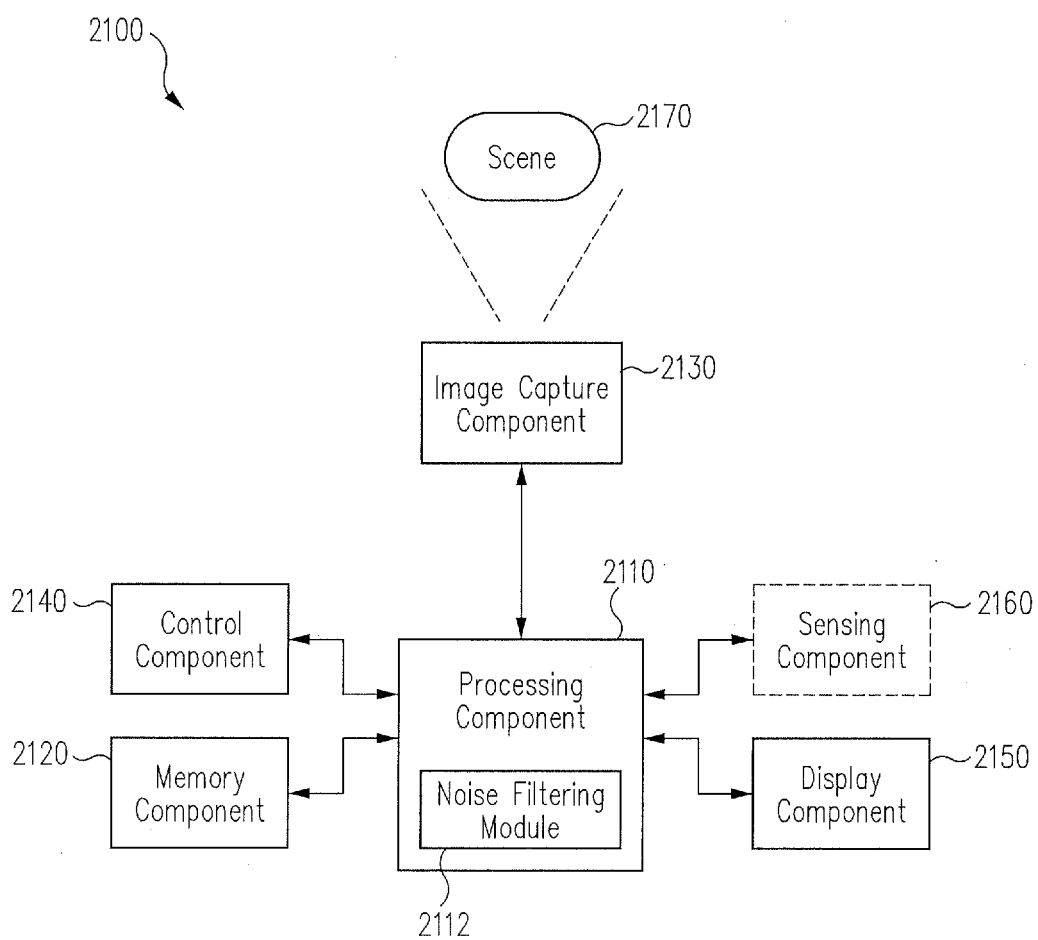 2100
2170
Scene
2130
Image Capture
Component
2110
2140
Control
Component
2160
Sensing
Component
Processing
Component
2120
Memory
Component
2150
Display
Component
Noise Filtering
Module
2112